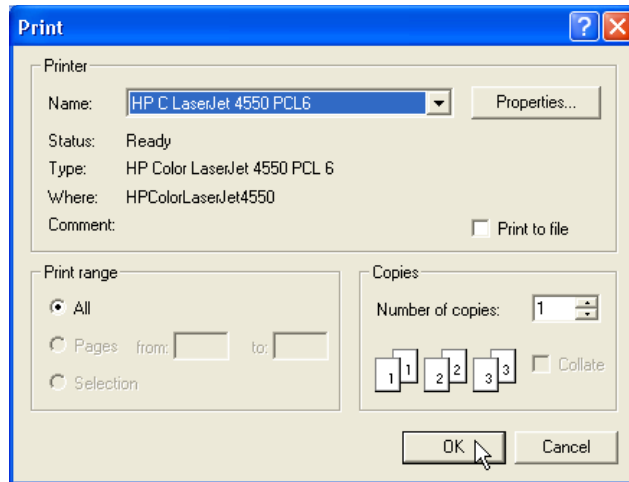 Print
Printer
Name: HP C LaserJet 4550 PCL6 Properties...
Status: Ready
Type: HP Color LaserJet 4550 PCL 6
Where: HPColorLaserJet4550
Comment: Print to file
Print range Copies
All Number of copies: 1
Pages from: to:
1 1 2 2 3 3 Collate
Selection
OK Cancel